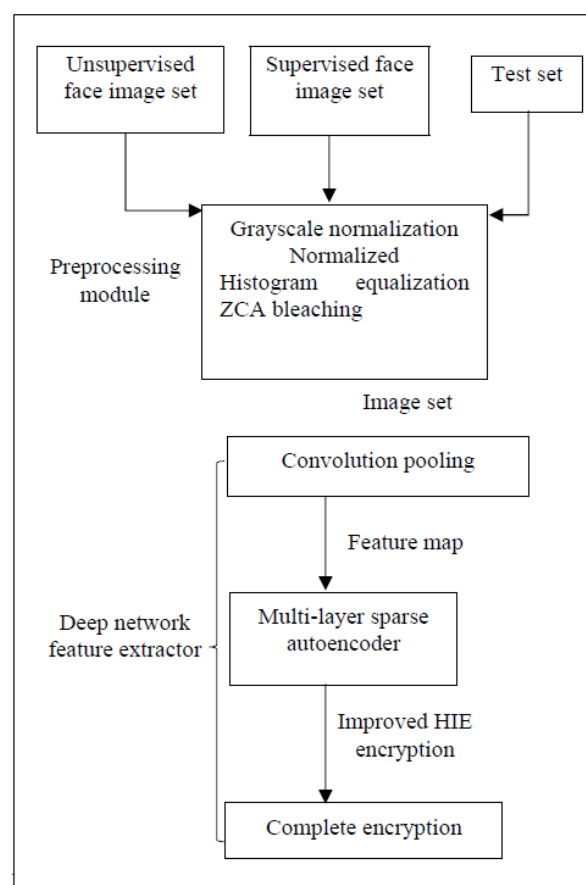 Unsupervised
face image set
Supervised face
image set
Test set
Grayscale normalization
Normalized
Histogram equalization
ZCA bleaching
Preprocessing
module
Image set
Convolution pooling
Feature map
Deep network
feature extractor
Multi-layer sparse
autoencoder
Improved HIE
encryption
Complete encryption